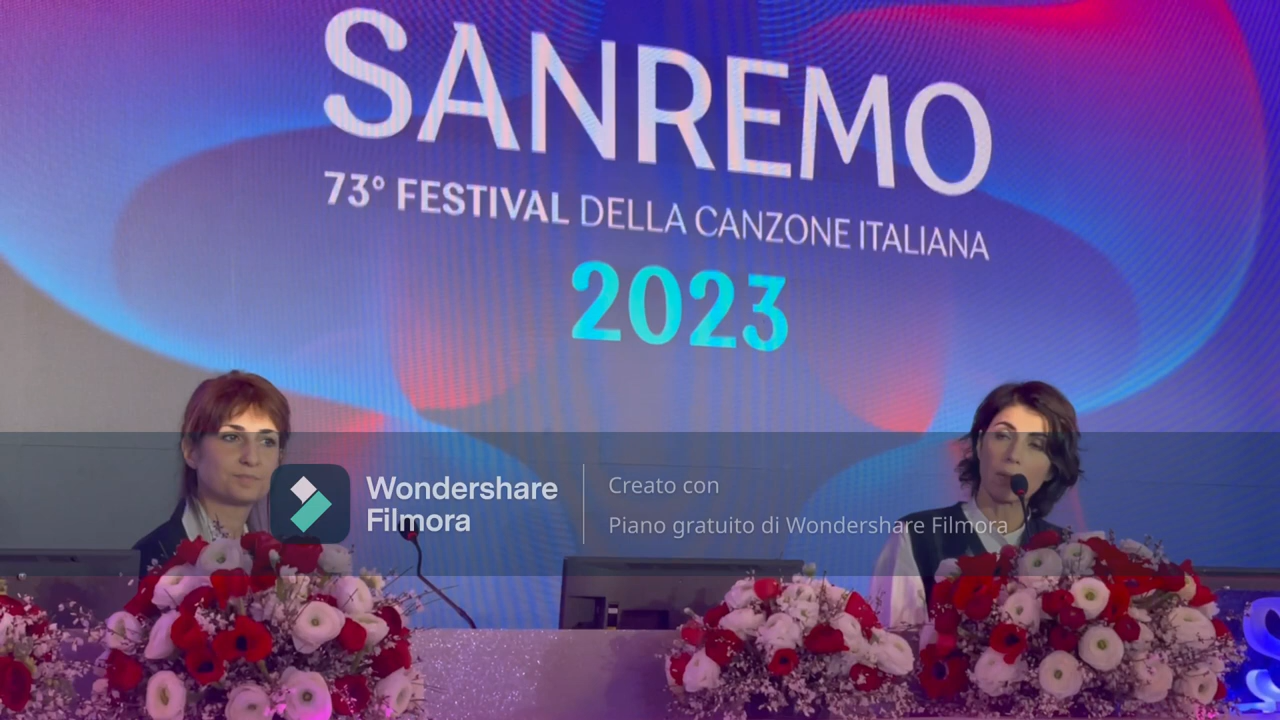 SANREMO
73° FESTIVAL DELLA CANZONE ITALIANA
2023
Wondershare
Filmora
Creato con
Piano gratuito di Wondershare Filmora